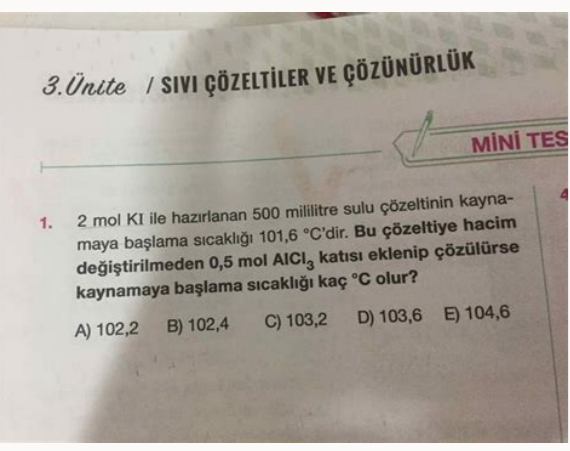 3.Ünite / SIVI ÇÖZELTİLER VE ÇÖZÜNÜRLÜK
MİNİ TES
1. 2 mol KI ile hazırlanan 500 mililitre sulu çözeltinin kayna-
maya başlama sıcaklığı 101,6 °C'dir. Bu çözeltiye hacim
değiştirilmeden 0,5 mol AlCl₃ katısı eklenip çözülürse
kaynamaya başlama sıcaklığı kaç °C olur?
A) 102,2 B) 102,4 C) 103,2 D) 103,6 E) 104,6
4